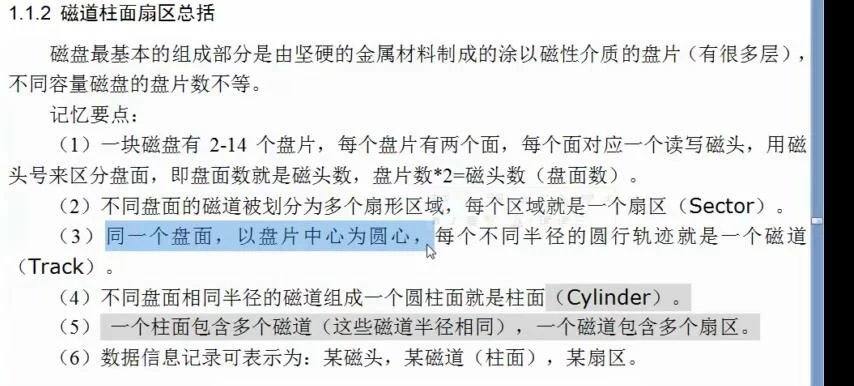 1.1.2 磁道柱面扇区总括
磁盘最基本的组成部分是由坚硬的金属材料制成的涂以磁性介质的盘片（有很多层），
不同容量磁盘的盘片数不等。
记忆要点：
（1）一块磁盘有 2-14 个盘片，每个盘片有两个面，每个面对应一个读写磁头，用磁
头号来区分盘面，即盘面数就是磁头数，盘片数*2=磁头数（盘面数）。
（2）不同盘面的磁道被划分为多个扇形区域，每个区域就是一个扇区（Sector）。
（3）同一个盘面，以盘片中心为圆心，每个不同半径的圆行轨迹就是一个磁道
（Track）。
（4）不同盘面相同半径的磁道组成一个圆柱面就是柱面（Cylinder）。
（5） 一个柱面包含多个磁道（这些磁道半径相同），一个磁道包含多个扇区。
（6）数据信息记录可表示为：某磁头，某磁道（柱面），某扇区。